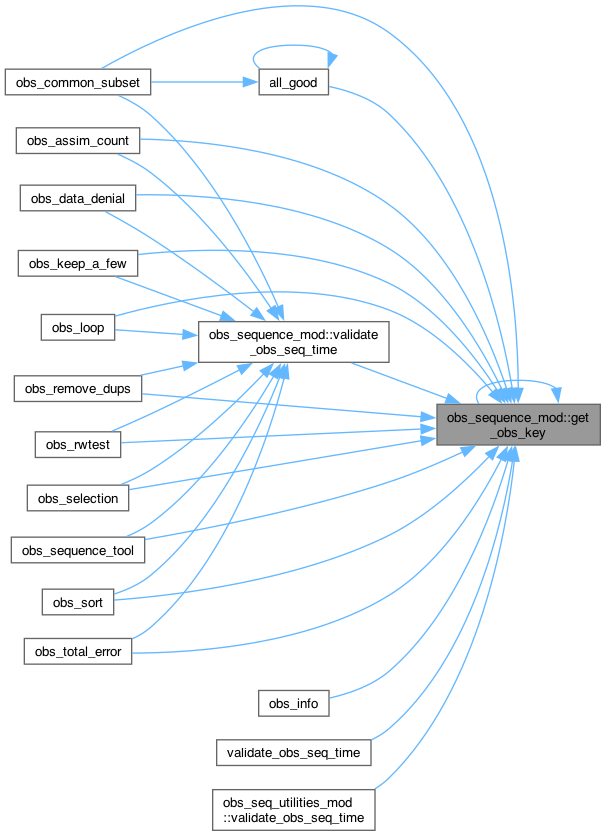 obs_common_subset
all_good
obs_assim_count
obs_data_denial
obs_keep_a_few
obs_loop
obs_sequence_mod::validate
_obs_seq_time
obs_remove_dups
obs_sequence_mod::get
_obs_key
obs_rwtest
obs_selection
obs_sequence_tool
obs_sort
obs_total_error
obs_info
validate_obs_seq_time
obs_seq_utilities_mod
::validate_obs_seq_time